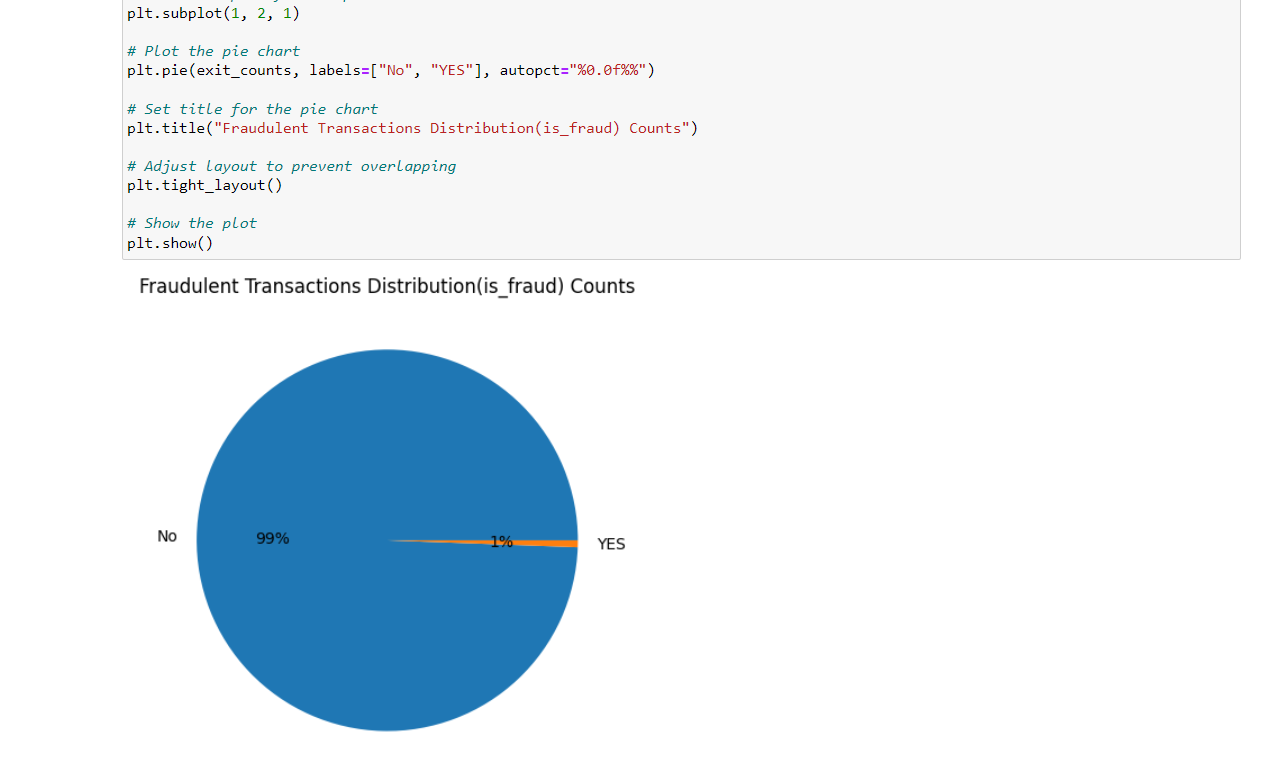 plt.subplot(1, 2, 1)
# Plot the pie chart
plt.pie(exit_counts, labels=["No", "YES"], autopct="%0.0f%%")
# Set title for the pie chart
plt.title("Fraudulent Transactions Distribution(is_fraud) Counts")
# Adjust layout to prevent overlapping
plt.tight_layout()
# Show the plot
plt.show()
Fraudulent Transactions Distribution(is_fraud) Counts
No
99%
1%
YES